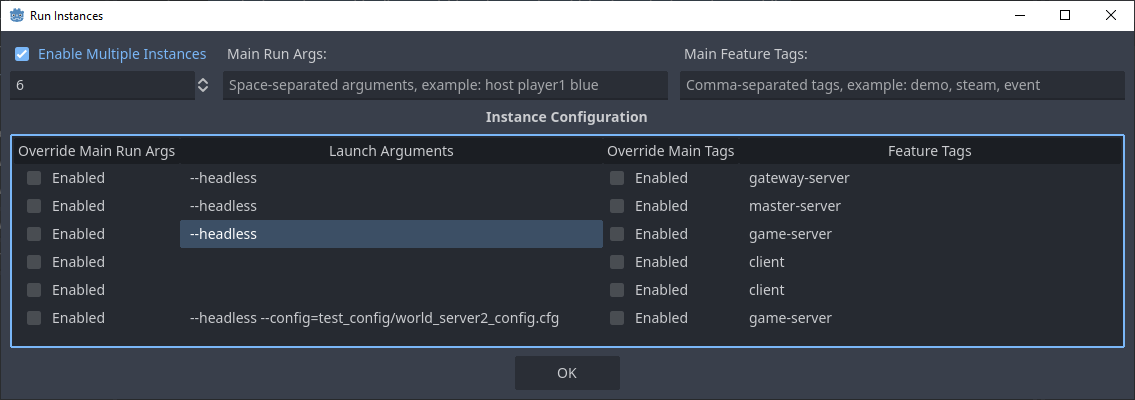 Run Instances
Enable Multiple Instances Main Run Args: Main Feature Tags:
6 Space-separated arguments, example: host player1 blue Comma-separated tags, example: demo, steam, event
Instance Configuration
Override Main Run Args Launch Arguments Override Main Tags Feature Tags
Enabled --headless Enabled gateway-server
Enabled --headless Enabled master-server
Enabled --headless Enabled game-server
Enabled Enabled client
Enabled Enabled client
Enabled --headless --config=test_config/world_server2_config.cfg Enabled game-server
OK